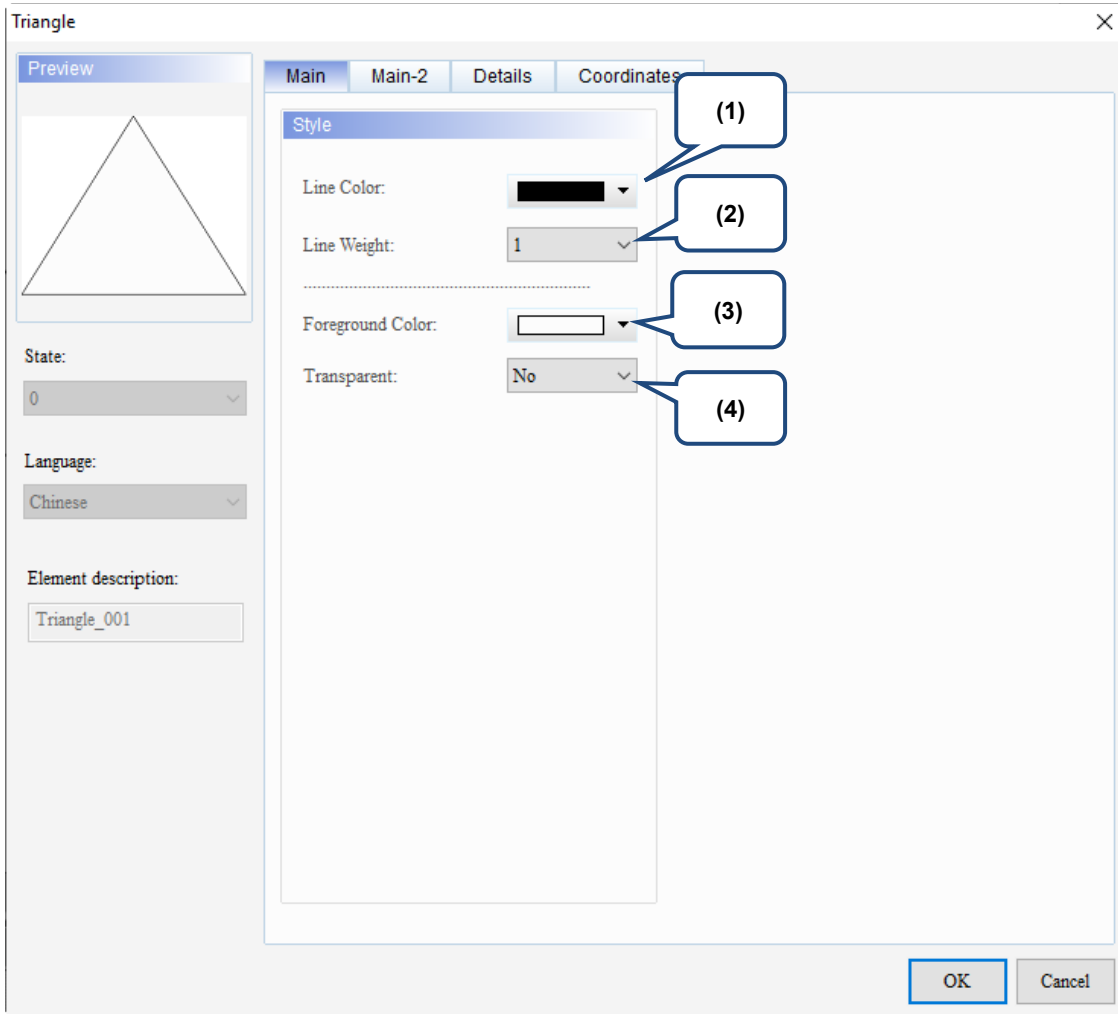 Triangle
Preview
Main Main-2 Details Coordinates
(1)
Style
Line Color:
(2)
Line Weight: 1
(3)
Foreground Color:
State:
Transparent: No
0
(4)
Language:
Chinese
Element description:
Triangle_001
OK Cancel